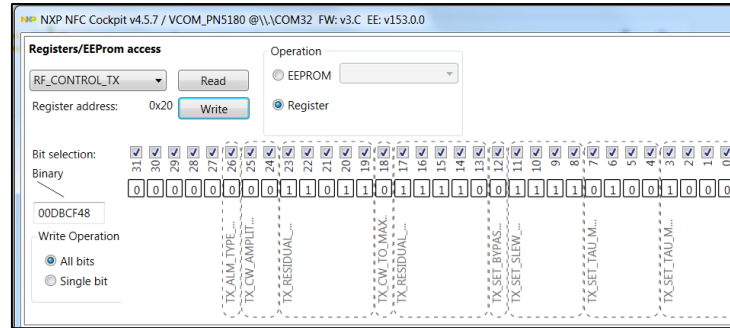 NXP NXP NFC Cockpit v4.5.7 / VCOM_PN5180 @\\.\COM32 FW: v3.C EE: v153.0.0
Registers/EEProm access
Operation
RF_CONTROL_TX
Read
EEPROM
Register address:
0x20
Write
Register
Bit selection:
31 30 29 28 27 26 25 24 23 22 21 20 19 18 17 16 15 14 13 12 11 10 9 8 7 6 5 4 3 2 1 0
Binary
0 0 0 0 0 0 0 0 1 1 0 1 1 0 1 1 1 1 1 0 1 1 1 1 0 1 0 0 1 0 0 0
00DBCF48
TX_ALM_TYPE_...
TX_CW_AMPLIT...
TX_RESIDUAL_...
TX_CW_TO_MAX...
TX_RESIDUAL_...
TX_SET_BYPAS...
TX_SET_SLEW_...
TX_SET_TAU_M...
TX_SET_TAU_M...
Write Operation
All bits
Single bit